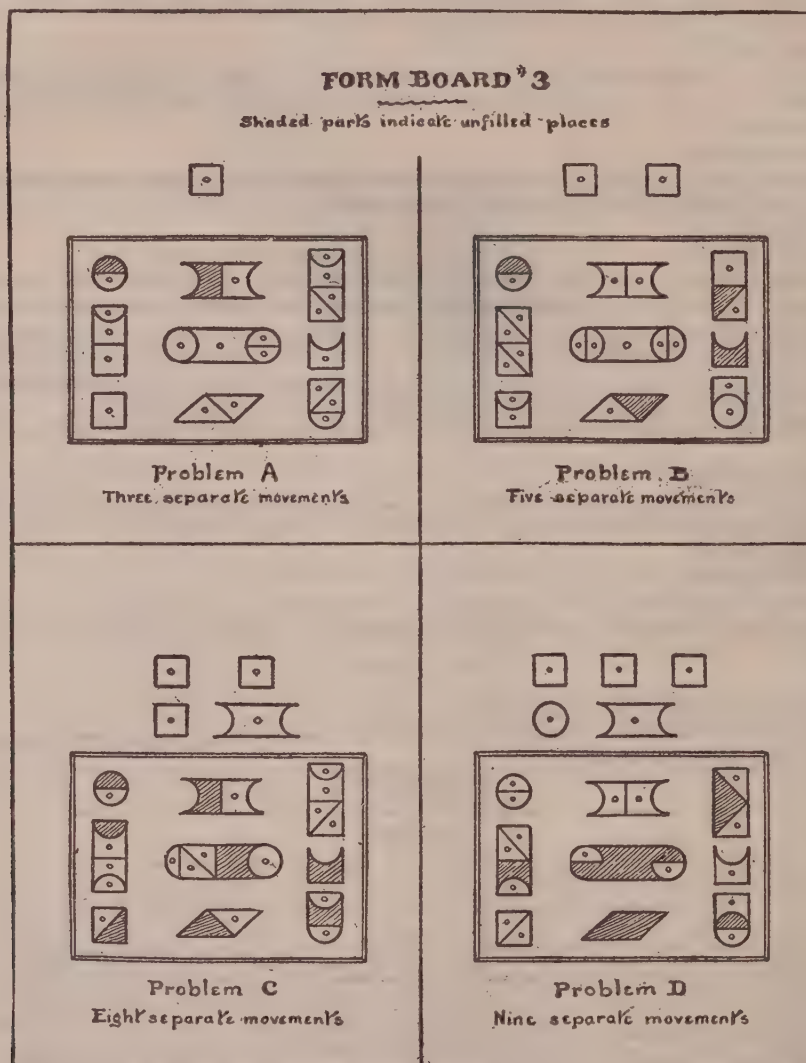 FORM BOARD #3
Shaded parts indicate unfilled places
Problem A
Three separate movements
Problem B
Five separate movements
Problem C
Eight separate movements
Problem D
Nine separate movements